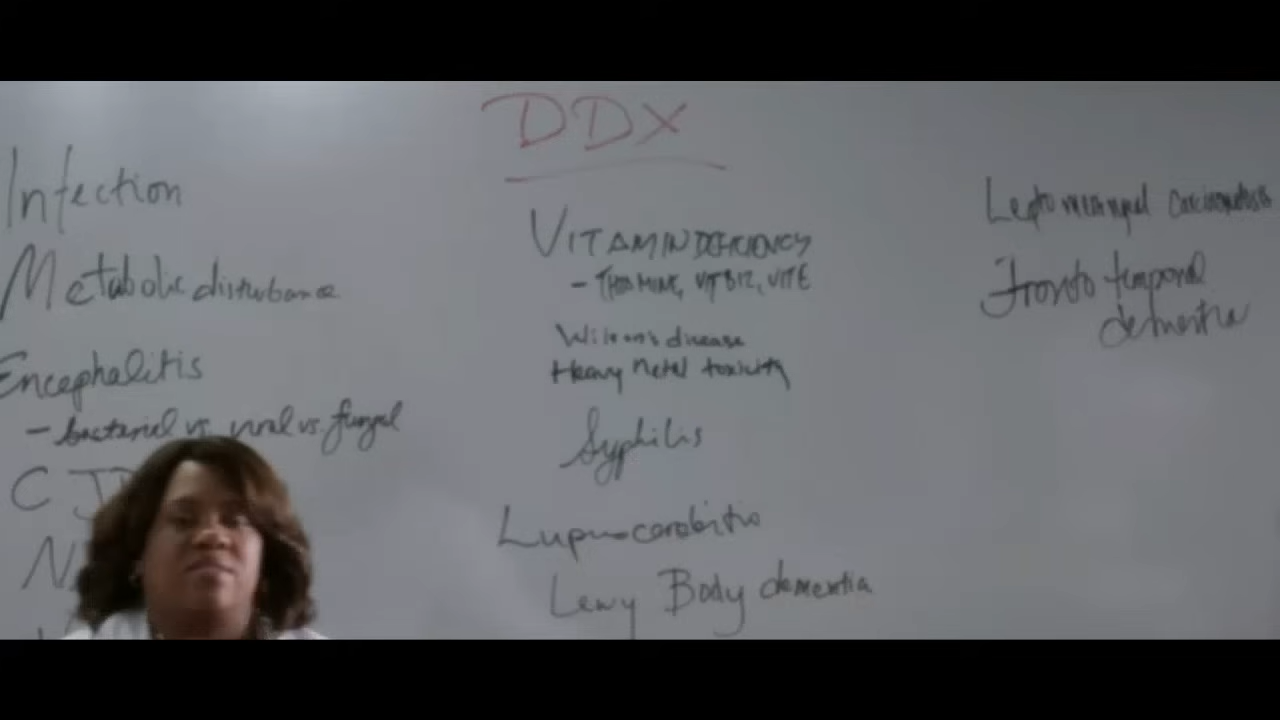 DDX
Infection
Metabolic disturbance
Encephalitis
- bacterial vs. viral vs. fungal
CJD
VITAMIN DEFICIENCY
- THIAMINE, VIT B12, VIT E
Wilson's disease
Heavy Metal toxicity
Syphilis
Lupus cerebritis
Lewy Body dementia
Leptomeningeal carcinomatosis
Fronto temporal
dementia